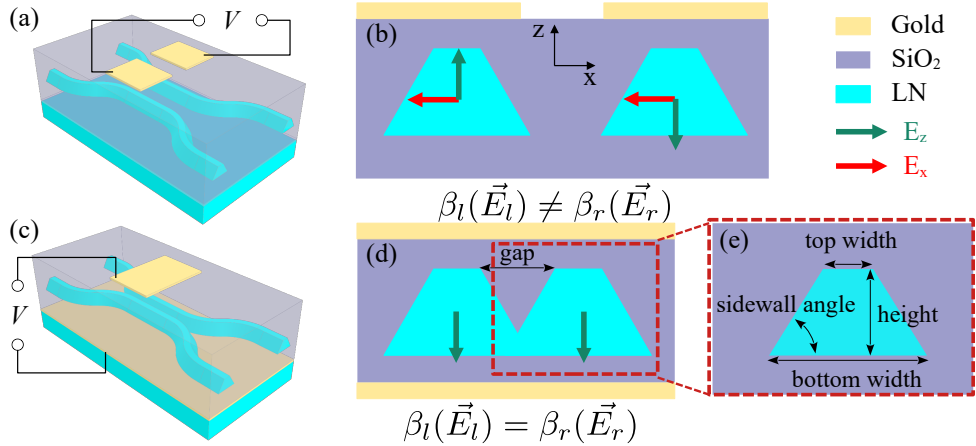 (a)
V
(b)
z
x
β_l(E⃗_l) ≠ β_r(E⃗_r)
Gold
SiO₂
LN
E_z
E_x
(c)
V
(d)
gap
β_l(E⃗_l) = β_r(E⃗_r)
(e)
top width
sidewall angle
height
bottom width